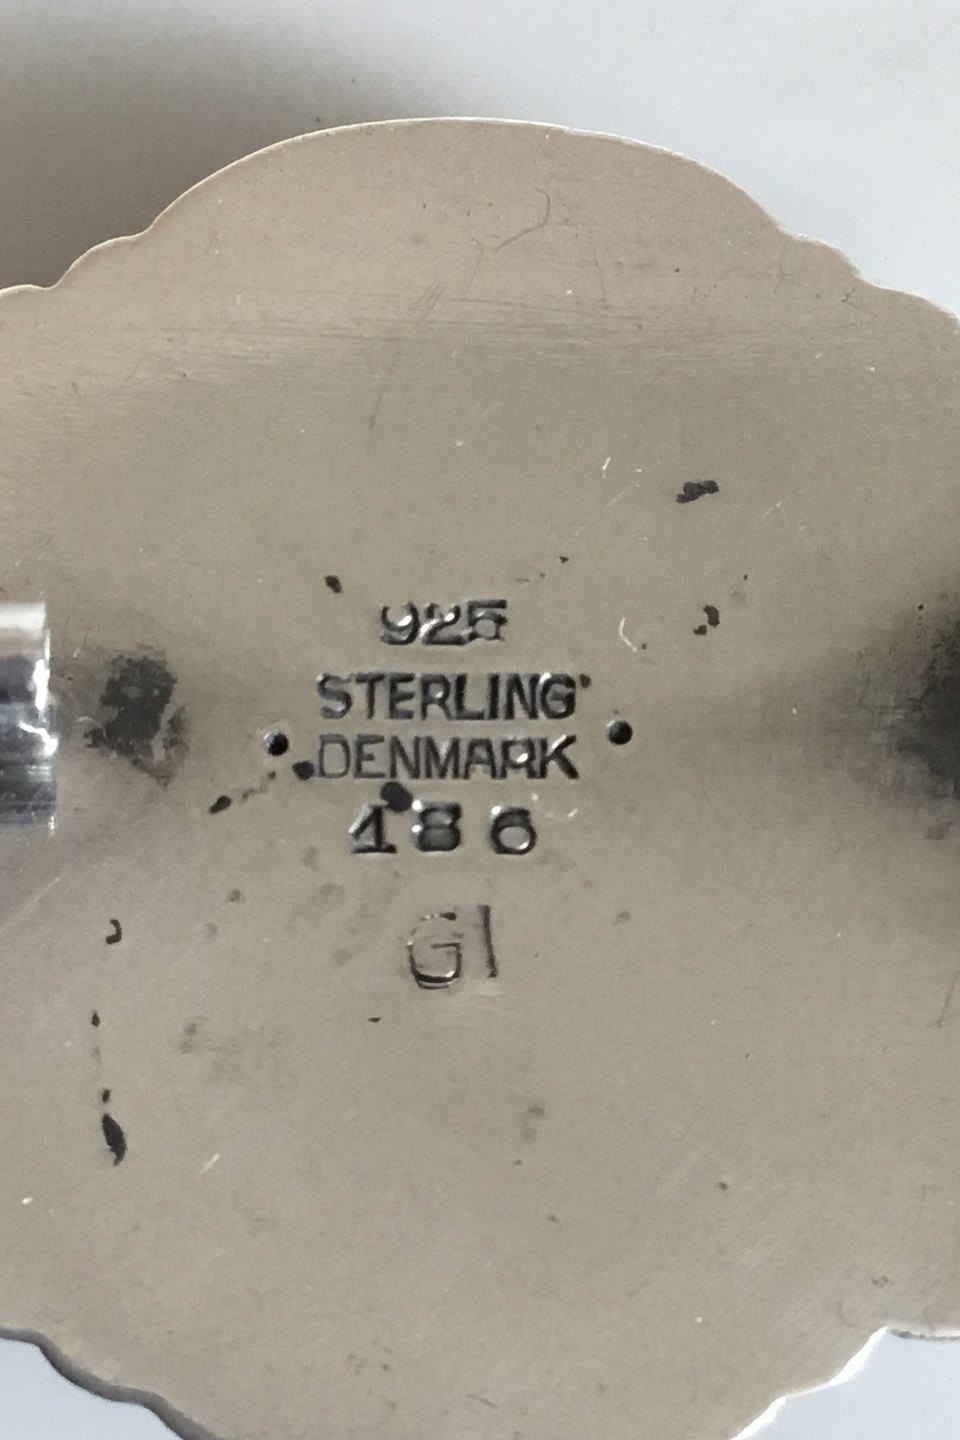 925
STERLING
DENMARK
186
GI